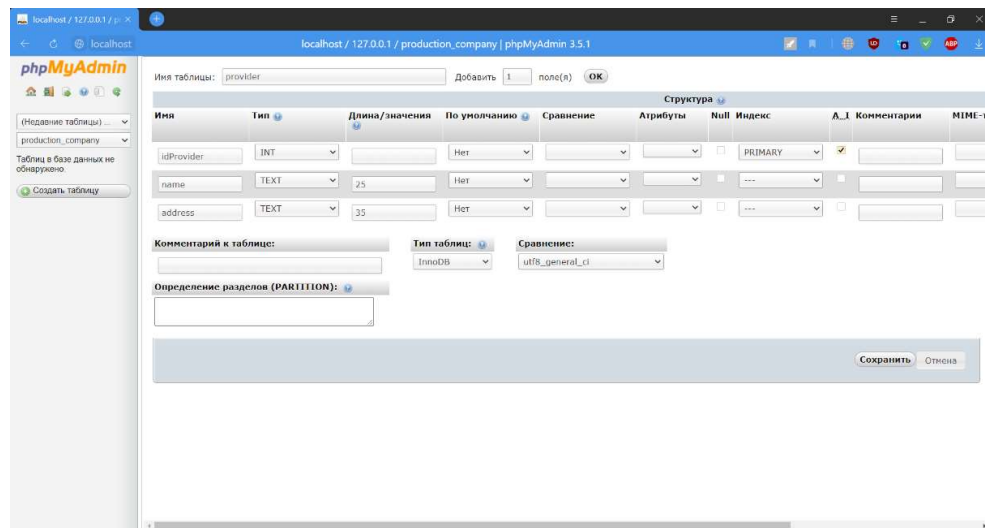 localhost / 127.0.0.1 / p
localhost
localhost / 127.0.0.1 / production_company | phpMyAdmin 3.5.1
phpMyAdmin
(Недавние таблицы) ...
production_company
Таблиц в базе данных не
обнаружено.
Создать таблицу
Имя таблицы: provider Добавить 1 поле(я) OK
Структура
Имя Тип Длина/значения По умолчанию Сравнение Атрибуты Null Индекс A_I Комментарии MIME-т
idProvider INT Нет PRIMARY
name TEXT 25 Нет ---
address TEXT 35 Нет ---
Комментарий к таблице: Тип таблиц: Сравнение:
InnoDB utf8_general_ci
Определение разделов (PARTITION):
Сохранить Отмена